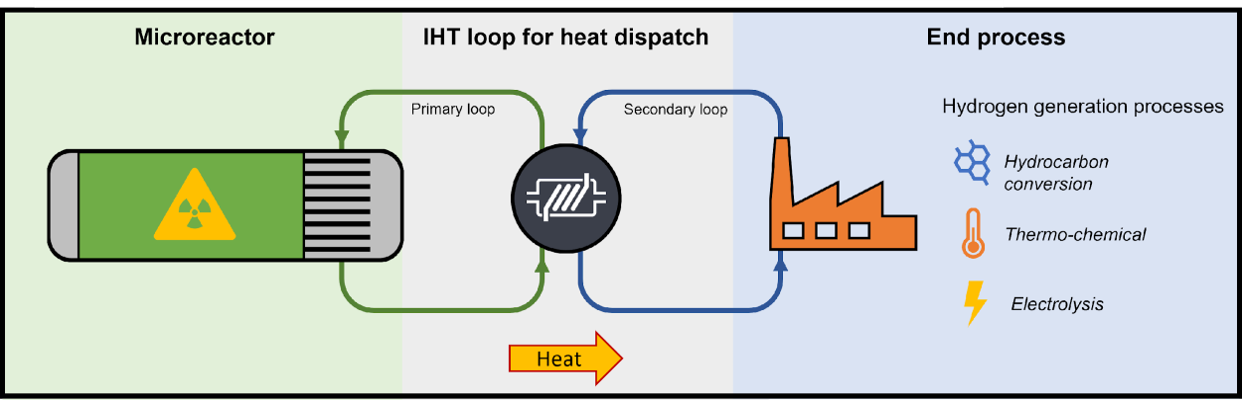 Microreactor
IHT loop for heat dispatch
End process
Primary loop
Secondary loop
Hydrogen generation processes
Hydrocarbon
conversion
Thermo-chemical
Electrolysis
Heat